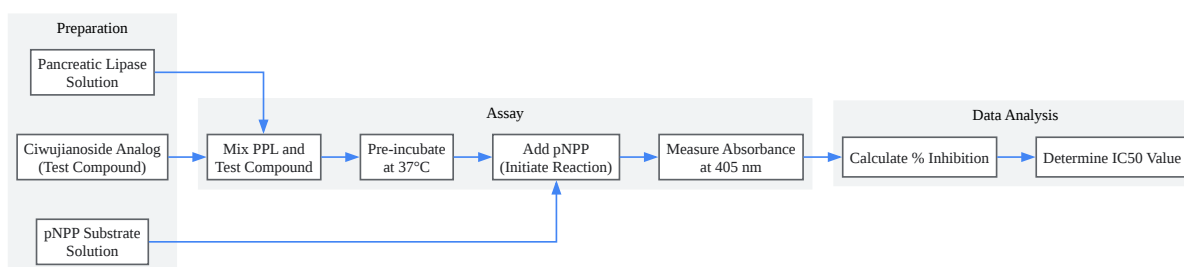 Preparation
Pancreatic Lipase
Solution
Ciwujianoside Analog
(Test Compound)
pNPP Substrate
Solution
Assay
Mix PPL and
Test Compound
Pre-incubate
at 37°C
Add pNPP
(Initiate Reaction)
Measure Absorbance
at 405 nm
Data Analysis
Calculate % Inhibition
Determine IC50 Value